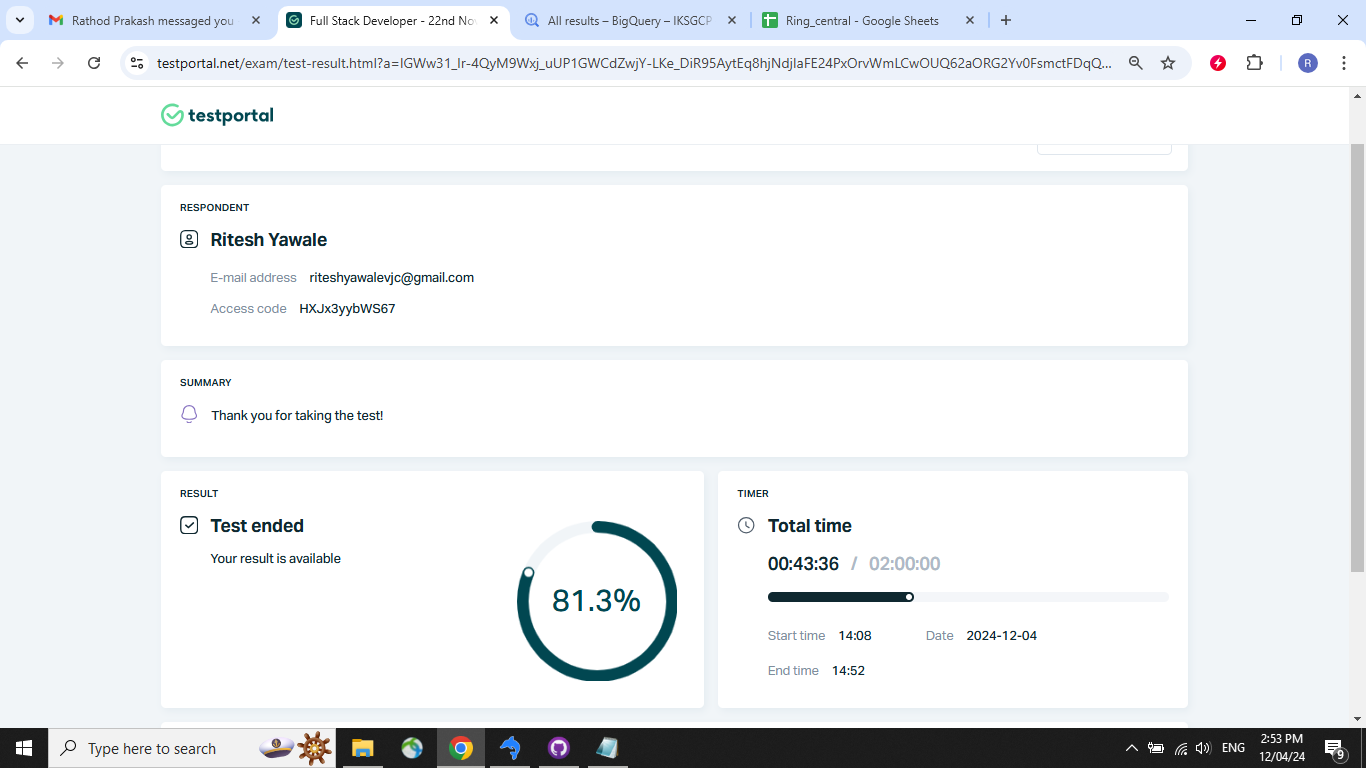 Rathod Prakash messaged you
Full Stack Developer - 22nd Nov
All results – BigQuery – IKSGCP
Ring_central - Google Sheets
testportal.net/exam/test-result.html?a=IGWw31_Ir-4QyM9Wxj_uUP1GWCdZwjY-LKe_DiR95AytEq8hjNdjIaFE24PxOrvWmLCwOUQ62aORG2Yv0FsmctFDqQ...
R
testportal
RESPONDENT
Ritesh Yawale
E-mail address riteshyawalevjc@gmail.com
Access code HXJx3yybWS67
SUMMARY
Thank you for taking the test!
RESULT
Test ended
Your result is available
81.3%
TIMER
Total time
00:43:36 / 02:00:00
Start time 14:08 Date 2024-12-04
End time 14:52
Type here to search
ENG
2:53 PM
12/04/24
9